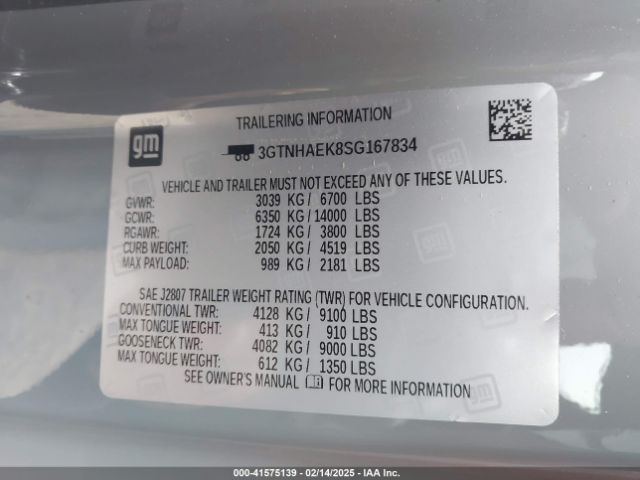 TRAILERING INFORMATION
gm
3GTNHAEK8SG167834
VEHICLE AND TRAILER MUST NOT EXCEED ANY OF THESE VALUES.
GVWR: 3039 KG/ 6700 LBS
GCWR: 6350 KG/14000 LBS
RGAWR: 1724 KG/ 3800 LBS
CURB WEIGHT: 2050 KG/ 4519 LBS
MAX PAYLOAD: 989 KG/ 2181 LBS
SAE J2807 TRAILER WEIGHT RATING (TWR) FOR VEHICLE CONFIGURATION.
CONVENTIONAL TWR: 4128 KG/ 9100 LBS
MAX TONGUE WEIGHT: 413 KG/ 910 LBS
GOOSENECK TWR: 4082 KG/ 9000 LBS
MAX TONGUE WEIGHT: 612 KG/ 1350 LBS
SEE OWNER'S MANUAL FOR MORE INFORMATION
000-41575139 - 02/14/2025 - IAA Inc.